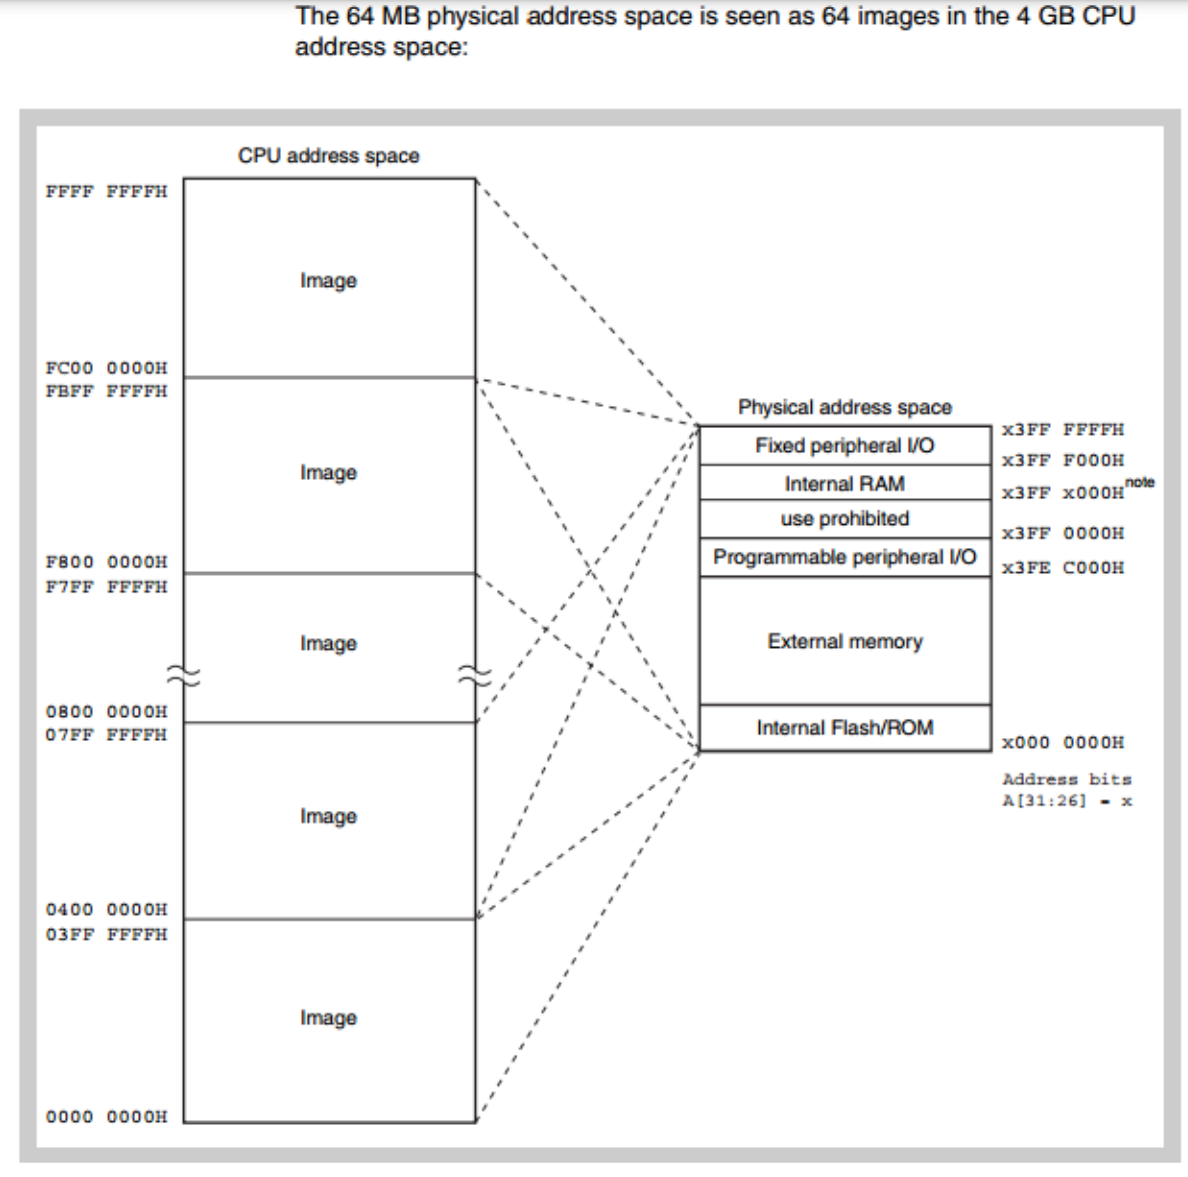 The 64 MB physical address space is seen as 64 images in the 4 GB CPU
address space:
CPU address space
FFFF FFFFH
Image
FC00 0000H
FBFF FFFFH
Image
F800 0000H
F7FF FFFFH
Image
0800 0000H
07FF FFFFH
Image
0400 0000H
03FF FFFFH
Image
0000 0000H
Physical address space
x3FF FFFFH
Fixed peripheral I/O
x3FF F000H
Internal RAM
x3FF x000H note
use prohibited
x3FF 0000H
Programmable peripheral I/O
x3FE C000H
External memory
Internal Flash/ROM
x000 0000H
Address bits
A[31:26] = x